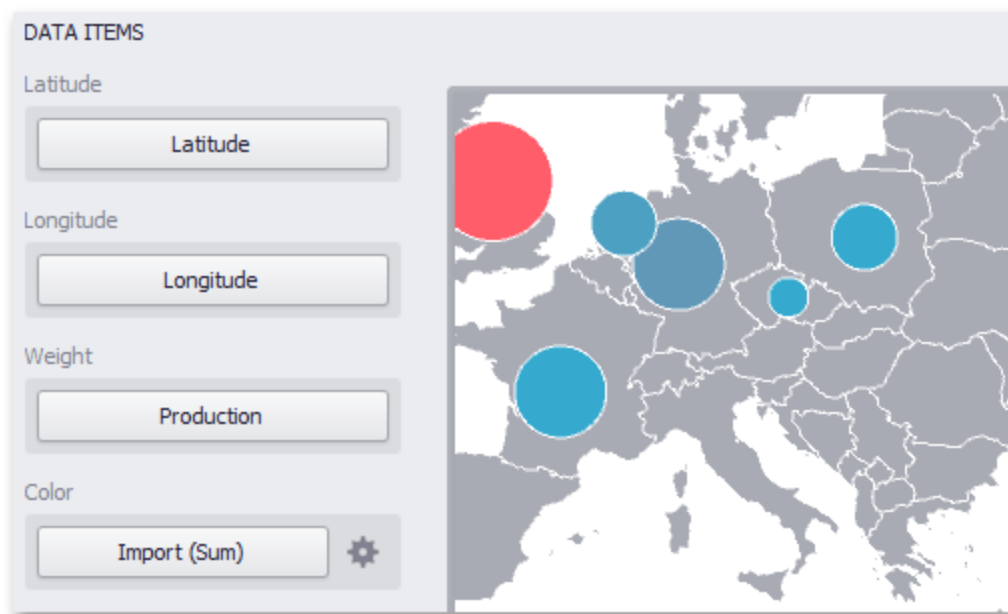 DATA ITEMS
Latitude
Latitude
Longitude
Longitude
Weight
Production
Color
Import (Sum)